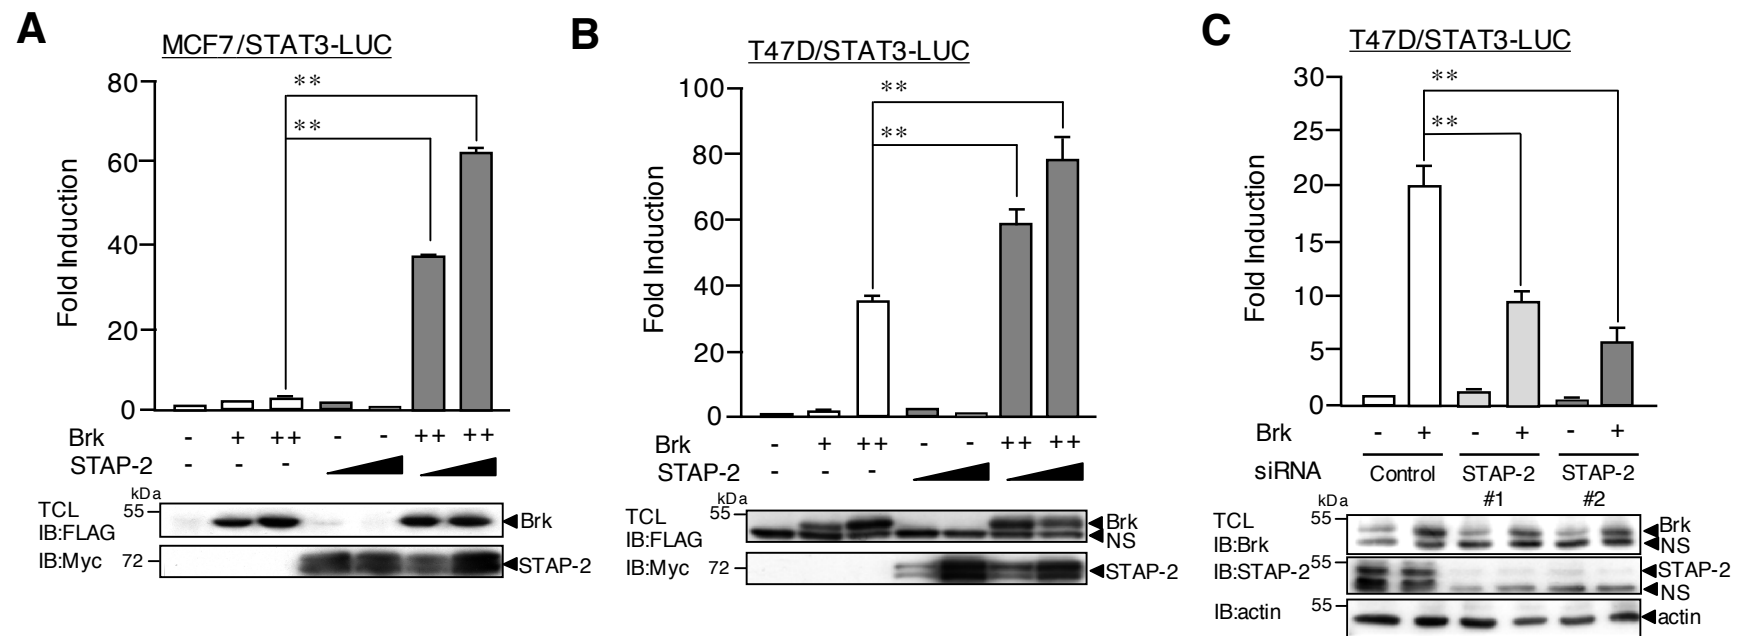 A
MCF7/STAT3-LUC
Fold Induction
80
60
40
20
0
**
**
Brk - + ++ - - ++ ++
STAP-2 - - -
kDa
TCL
IB:FLAG
55
Brk
IB:Myc
72
STAP-2
B
T47D/STAT3-LUC
Fold Induction
100
80
60
40
20
0
**
**
Brk - + ++ - - ++ ++
STAP-2 - - -
kDa
TCL
IB:FLAG
55
Brk
NS
IB:Myc
72
STAP-2
C
T47D/STAT3-LUC
Fold Induction
30
25
20
15
10
5
0
**
**
Brk - + - + - +
siRNA Control STAP-2 STAP-2
#1 #2
kDa
TCL
IB:Brk
55
Brk
NS
IB:STAP-2
55
STAP-2
NS
IB:actin
55
actin